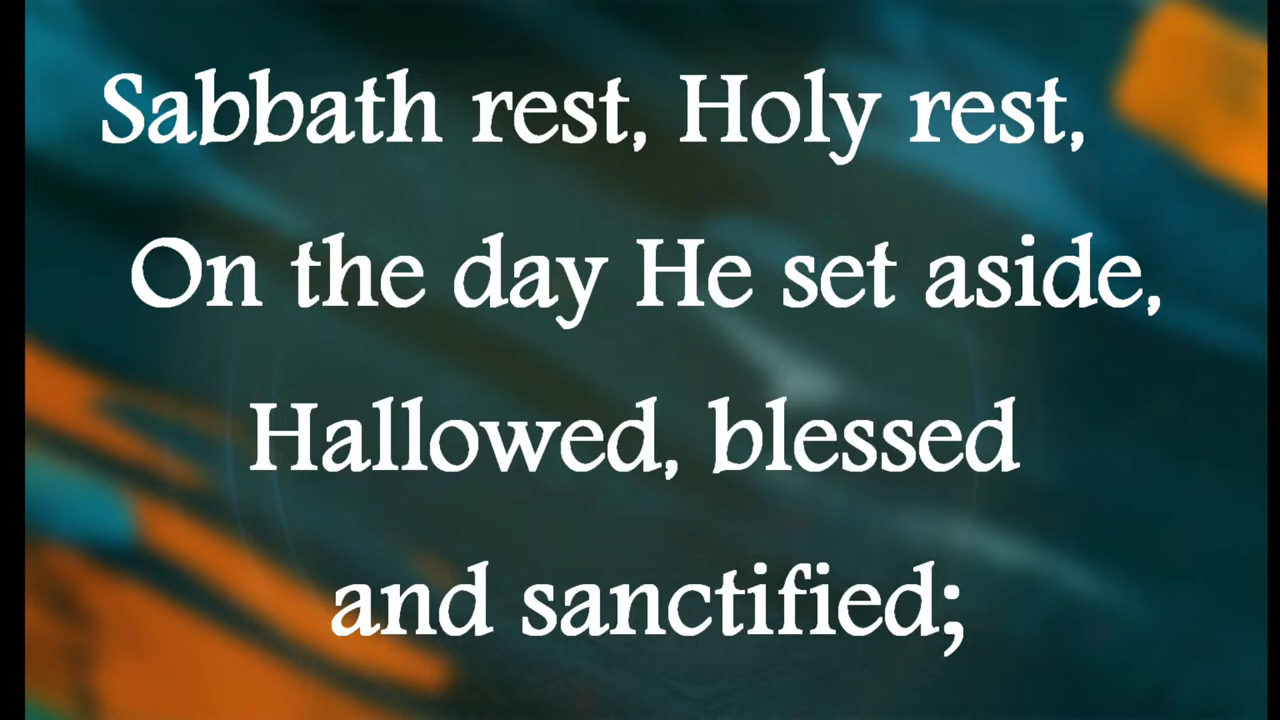 Sabbath rest, Holy rest,
On the day He set aside,
Hallowed, blessed
and sanctified;